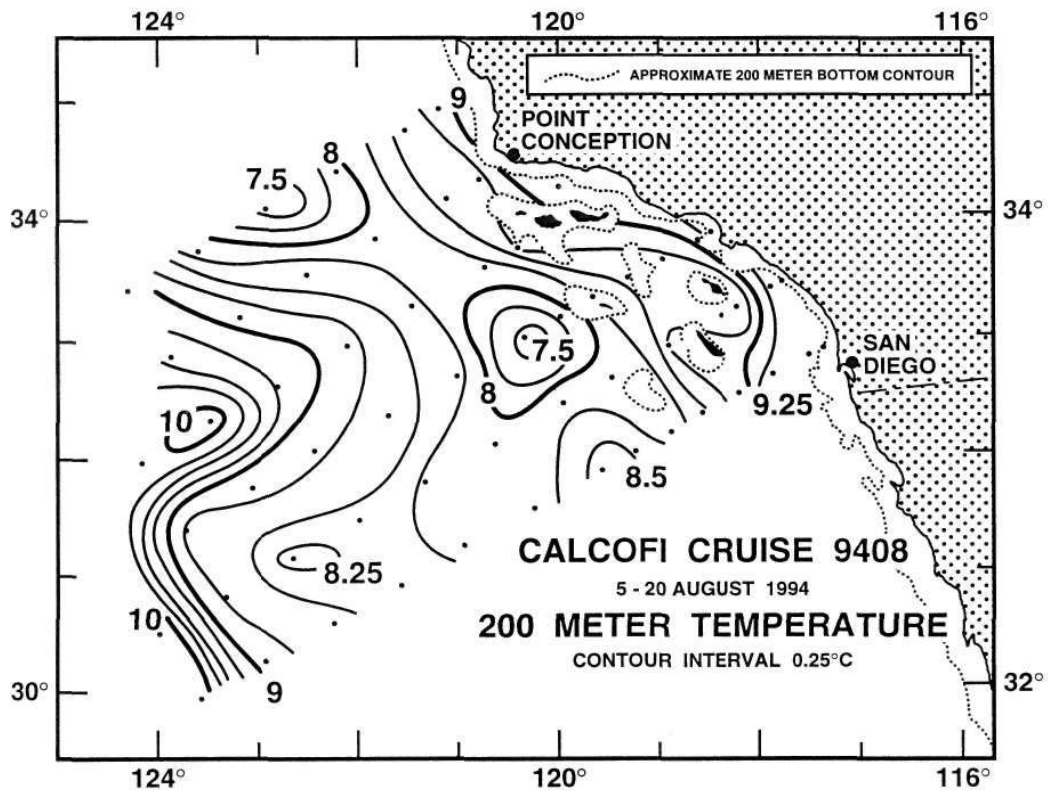 124° 120° 116°
APPROXIMATE 200 METER BOTTOM CONTOUR
9
POINT
CONCEPTION
8
7.5
34° 34°
7.5
SAN
DIEGO
8
9.25
10
8.5
CALCOFI CRUISE 9408
8.25
5 - 20 AUGUST 1994
10
200 METER TEMPERATURE
CONTOUR INTERVAL 0.25°C
9
30° 32°
124° 120° 116°